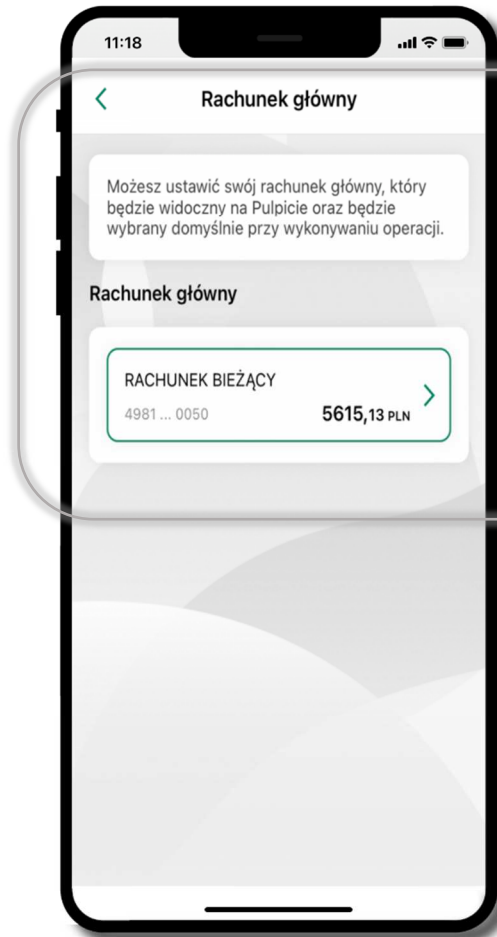 11:18
Rachunek główny
Możesz ustawić swój rachunek główny, który
będzie widoczny na Pulpicie oraz będzie
wybrany domyślnie przy wykonywaniu operacji.
Rachunek główny
RACHUNEK BIEŻĄCY
4981 ... 0050 5615,13 PLN